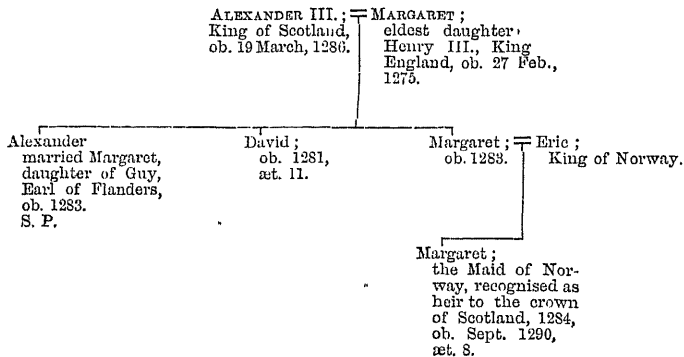 ALEXANDER III.; = MARGARET;
King of Scotland,
ob. 19 March, 1286.
eldest daughter
Henry III., King
England, ob. 27 Feb.,
1275.
Alexander
married Margaret,
daughter of Guy,
Earl of Flanders,
ob. 1283.
S. P.
David;
ob. 1281,
æt. 11.
Margaret; = Eric;
ob. 1283.
King of Norway.
Margaret;
the Maid of Nor-
way, recognised as
heir to the crown
of Scotland, 1284,
ob. Sept. 1290,
æt. 8.